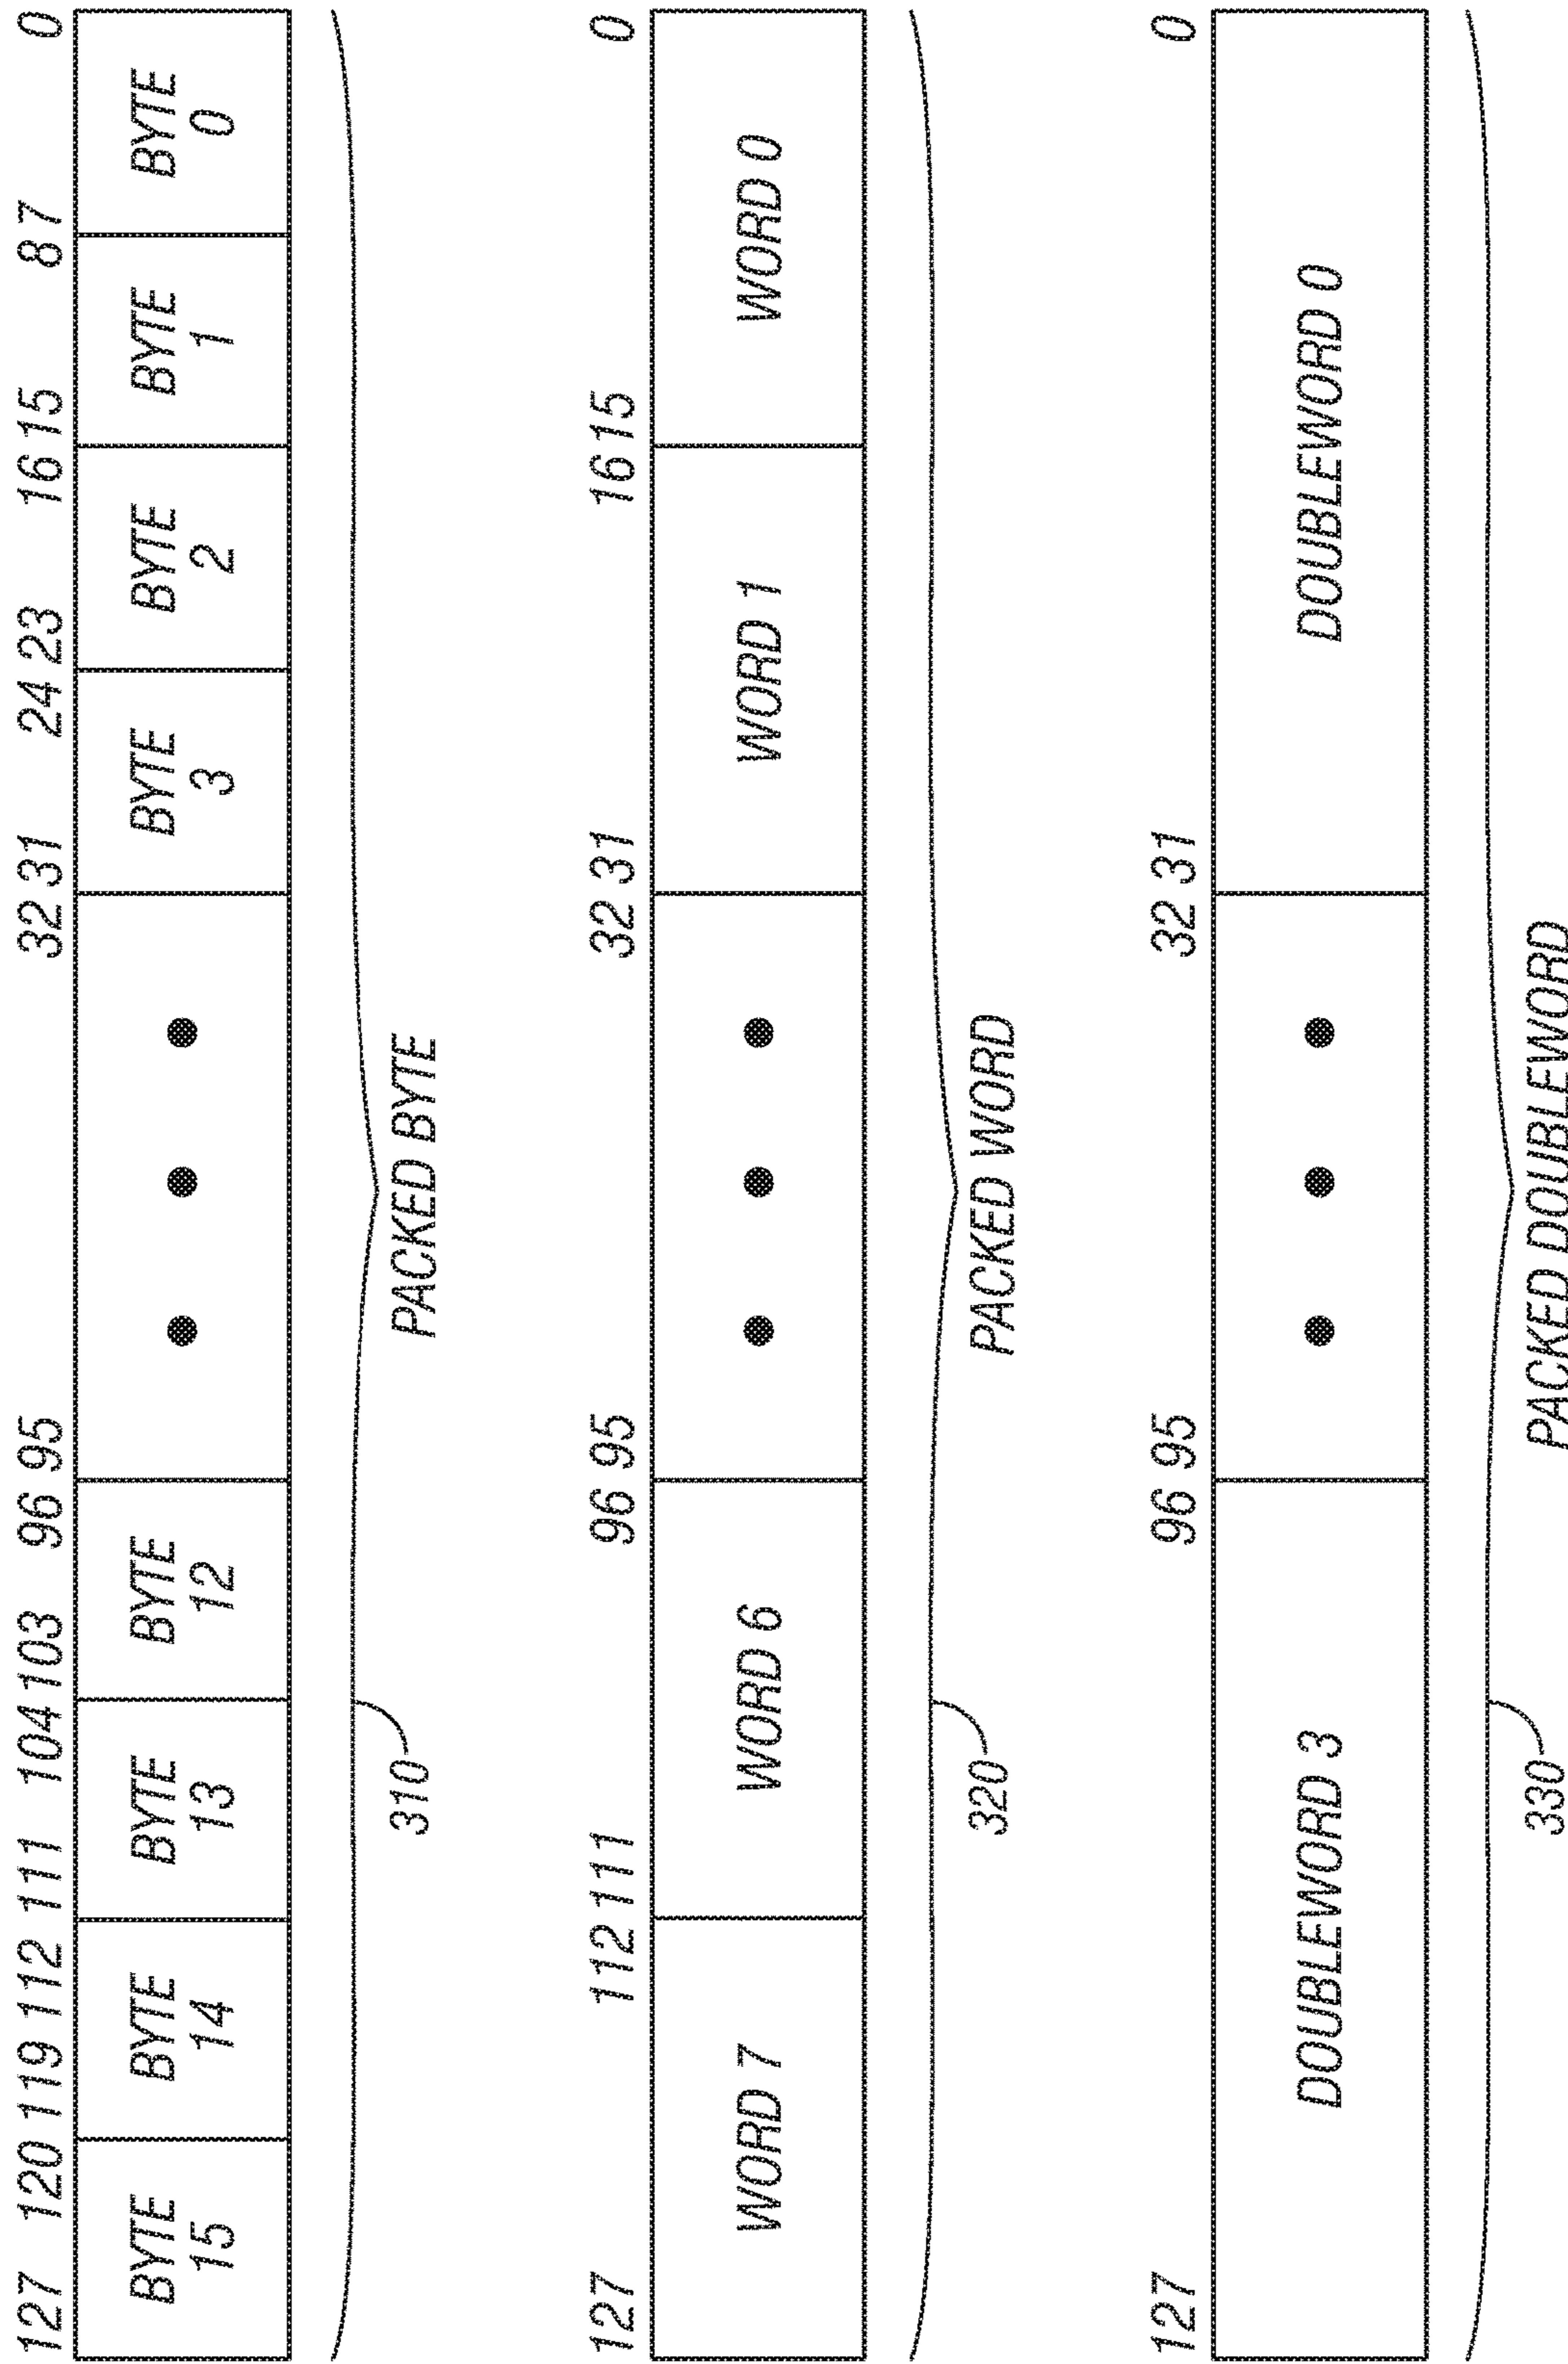 127 120 119 112 111 104 103 96 95 32 31 24 23 16 15 8 7 0
BYTE 15 BYTE 14 BYTE 13 BYTE 12 BYTE 3 BYTE 2 BYTE 1 BYTE 0
310
PACKED BYTE
127 112 111 96 95 32 31 16 15 0
WORD 7 WORD 6 WORD 1 WORD 0
320
PACKED WORD
127 96 95 32 31 0
DOUBLEWORD 3 DOUBLEWORD 0
330
PACKED DOUBLEWORD